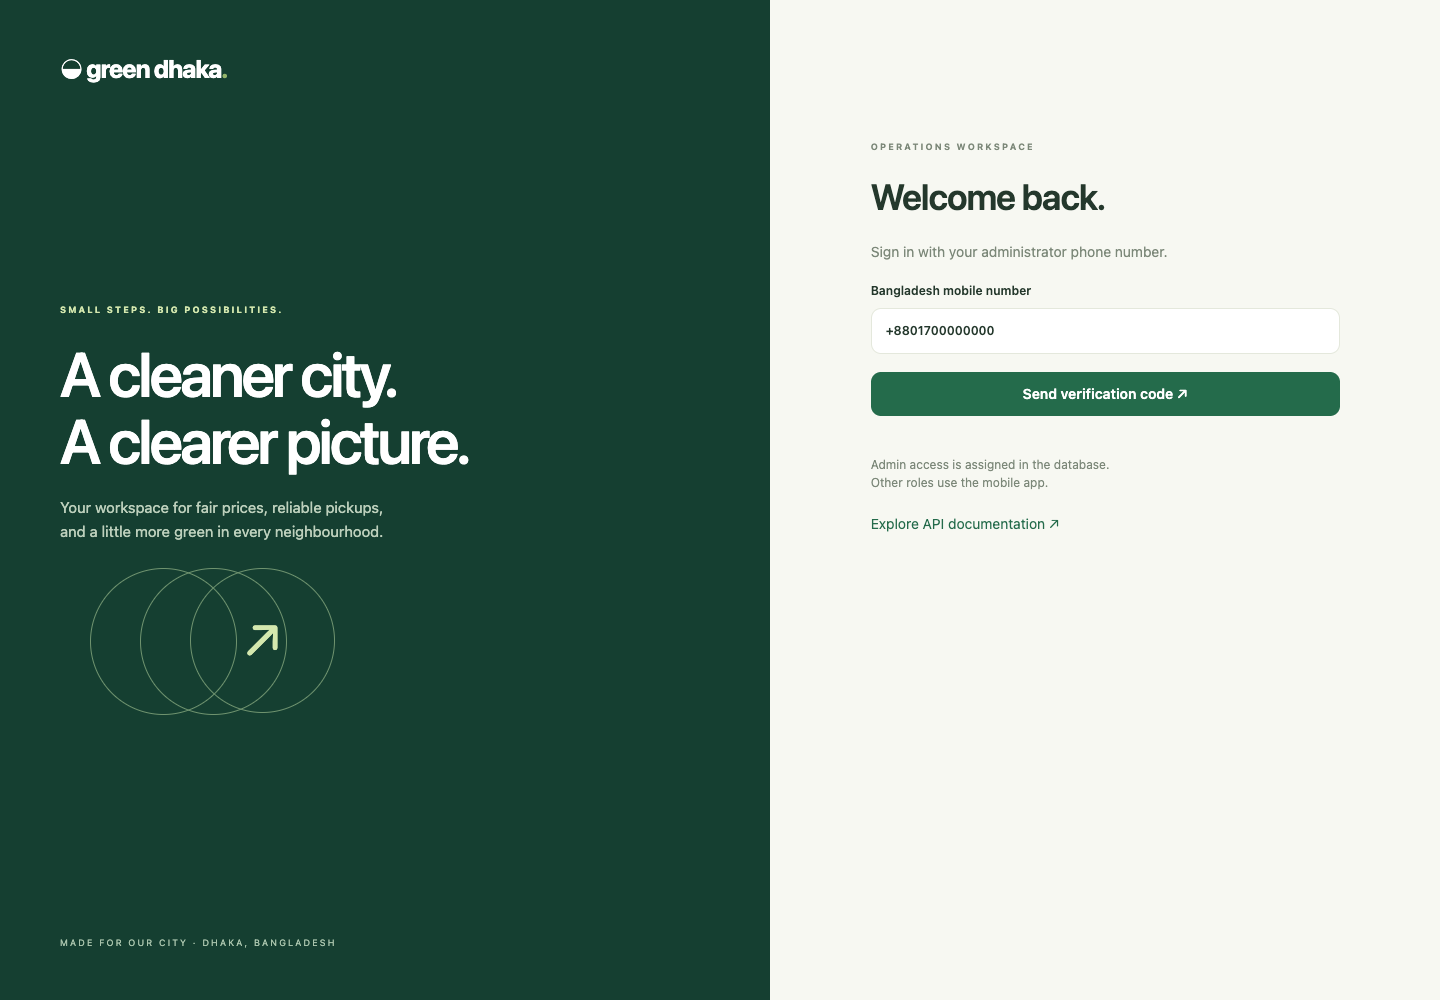 green dhaka.
SMALL STEPS. BIG POSSIBILITIES.
A cleaner city.
A clearer picture.
Your workspace for fair prices, reliable pickups,
and a little more green in every neighbourhood.
MADE FOR OUR CITY · DHAKA, BANGLADESH
OPERATIONS WORKSPACE
Welcome back.
Sign in with your administrator phone number.
Bangladesh mobile number
+8801700000000
Send verification code ↗
Admin access is assigned in the database.
Other roles use the mobile app.
Explore API documentation ↗